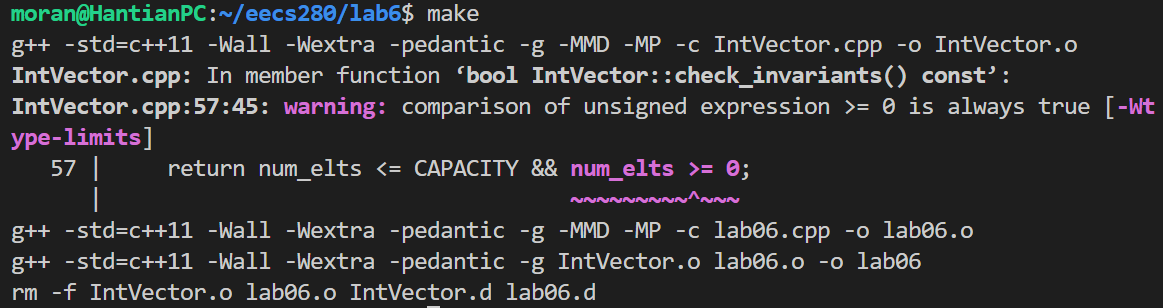 moran@HantianPC:~/eecs280/lab6$ make
g++ -std=c++11 -Wall -Wextra -pedantic -g -MMD -MP -c IntVector.cpp -o IntVector.o
IntVector.cpp: In member function ‘bool IntVector::check_invariants() const’:
IntVector.cpp:57:45: warning: comparison of unsigned expression >= 0 is always true [-Wt
ype-limits]
   57 |     return num_elts <= CAPACITY && num_elts >= 0;
      |                                    ~~~~~~~~~^~~~
g++ -std=c++11 -Wall -Wextra -pedantic -g -MMD -MP -c lab06.cpp -o lab06.o
g++ -std=c++11 -Wall -Wextra -pedantic -g IntVector.o lab06.o -o lab06
rm -f IntVector.o lab06.o IntVector.d lab06.d